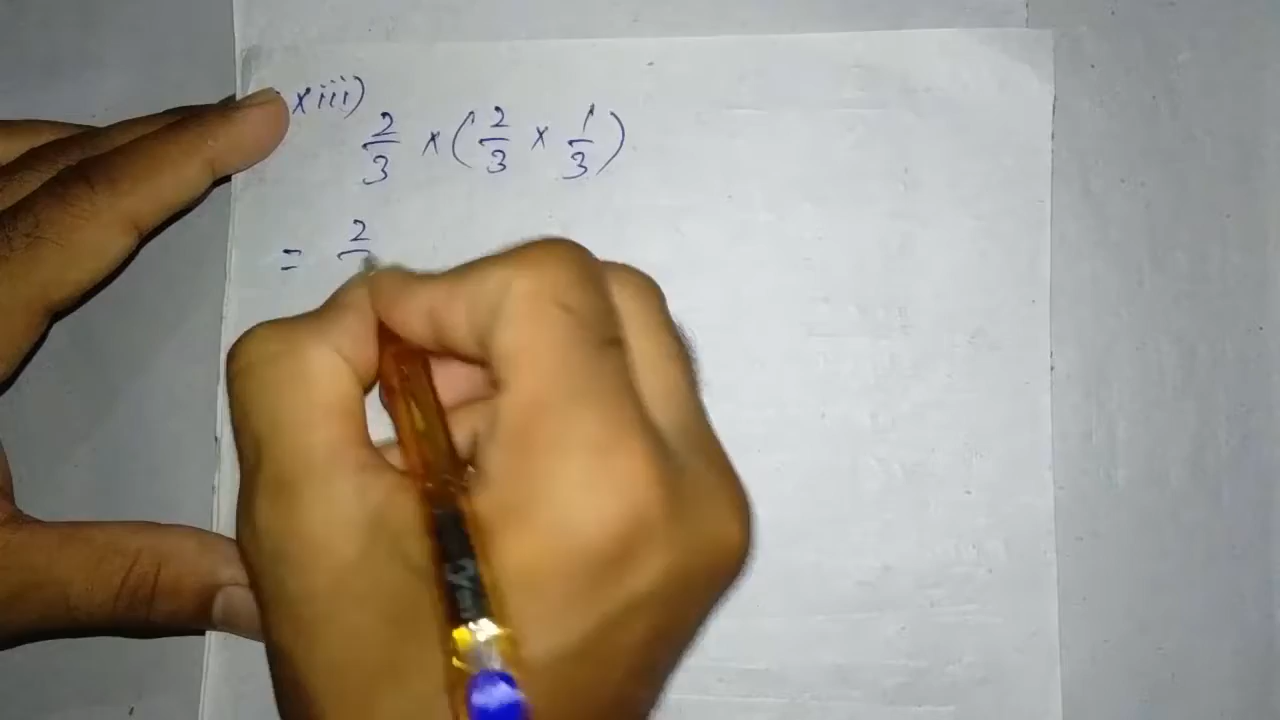 xiii)
2/3 × (2/3 × 1/3)
= 2/